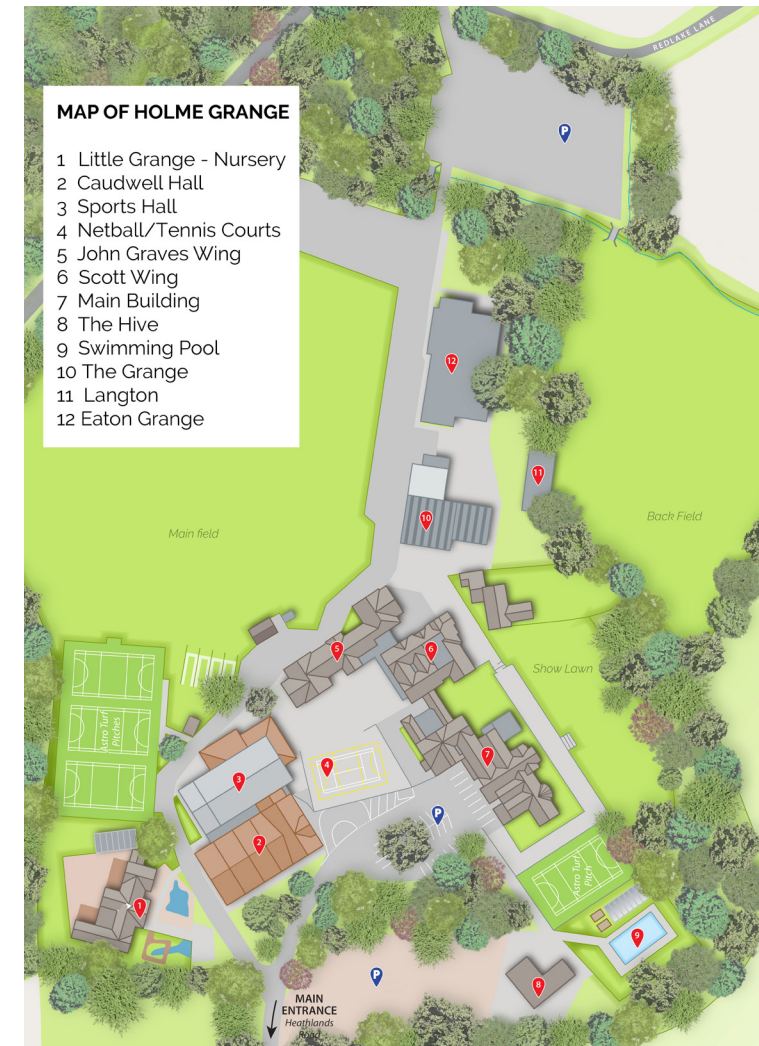 REDLAKE LANE
MAP OF HOLME GRANGE
1 Little Grange - Nursery
2 Caudwell Hall
3 Sports Hall
4 Netball/Tennis Courts
5 John Graves Wing
6 Scott Wing
7 Main Building
8 The Hive
9 Swimming Pool
10 The Grange
11 Langton
12 Eaton Grange
P
12
11
10
Back Field
Main field
5
6
Show Lawn
Astro Turf
Pitches
4
7
3
P
2
Astro Turf
Pitch
1
9
P
8
MAIN
ENTRANCE
Heathlands
Road